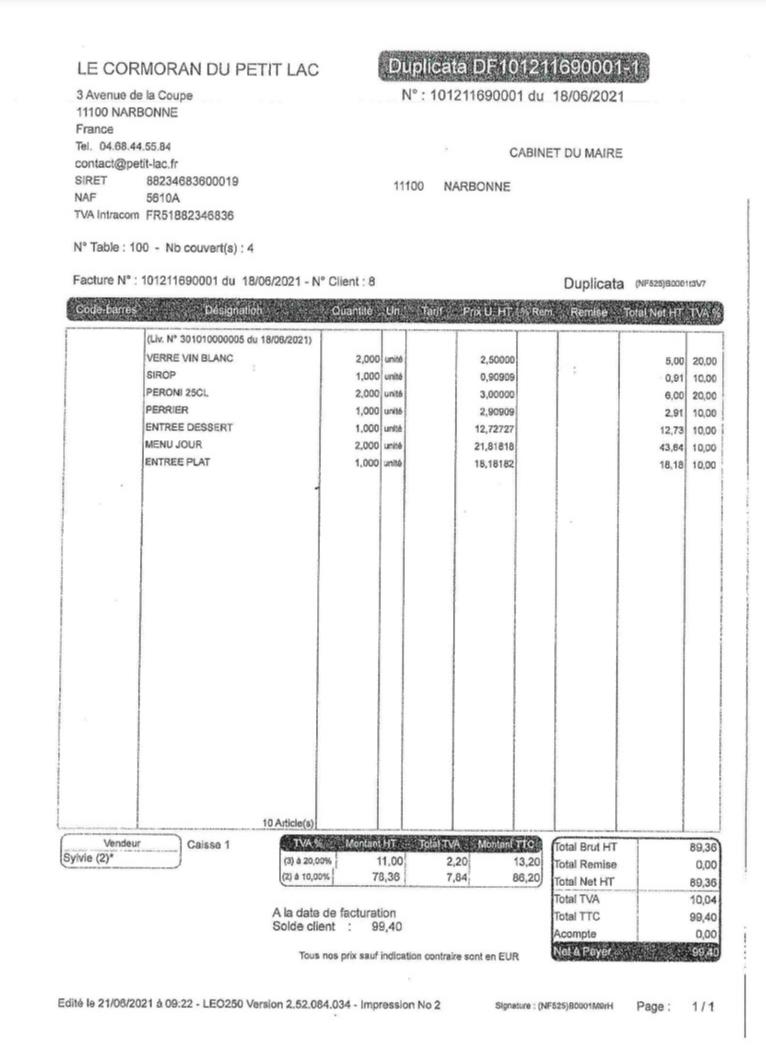 LE CORMORAN DU PETIT LAC
Duplicata DF101211690001-1
3 Avenue de la Coupe
N° : 101211690001 du 18/06/2021
11100 NARBONNE
France
Tel. 04.68.44.55.84
CABINET DU MAIRE
contact@petit-lac.fr
SIRET 88234683600019
11100 NARBONNE
NAF 5610A
TVA Intracom FR51882346836
N° Table : 100 - Nb couvert(s) : 4
Facture N° : 101211690001 du 18/06/2021 - N° Client : 8
Duplicata (NF525)B0001t3V7
Code-barres Désignation Quantité Un. Tarif Prix U. HT % Rem. Remise Total Net HT TVA %
(Liv. N° 301010000005 du 18/06/2021)
VERRE VIN BLANC 2,000 unité 2,50000 5,00 20,00
SIROP 1,000 unité 0,90909 0,91 10,00
PERONI 25CL 2,000 unité 3,00000 6,00 20,00
PERRIER 1,000 unité 2,90909 2,91 10,00
ENTREE DESSERT 1,000 unité 12,72727 12,73 10,00
MENU JOUR 2,000 unité 21,81818 43,64 10,00
ENTREE PLAT 1,000 unité 18,18182 18,18 10,00
10 Article(s)
Vendeur
Sylvie (2)*
Caisse 1
TVA % Montant HT Total TVA Montant TTC
(3) à 20,00% 11,00 2,20 13,20
(2) à 10,00% 78,36 7,84 86,20
Total Brut HT 89,36
Total Remise 0,00
Total Net HT 89,36
Total TVA 10,04
Total TTC 99,40
Acompte 0,00
Net à Payer 99,40
A la date de facturation
Solde client : 99,40
Tous nos prix sauf indication contraire sont en EUR
Edité le 21/06/2021 à 09:22 - LEO250 Version 2.52.084.034 - Impression No 2
Signature : (NF525)B0001M9rH
Page : 1 / 1